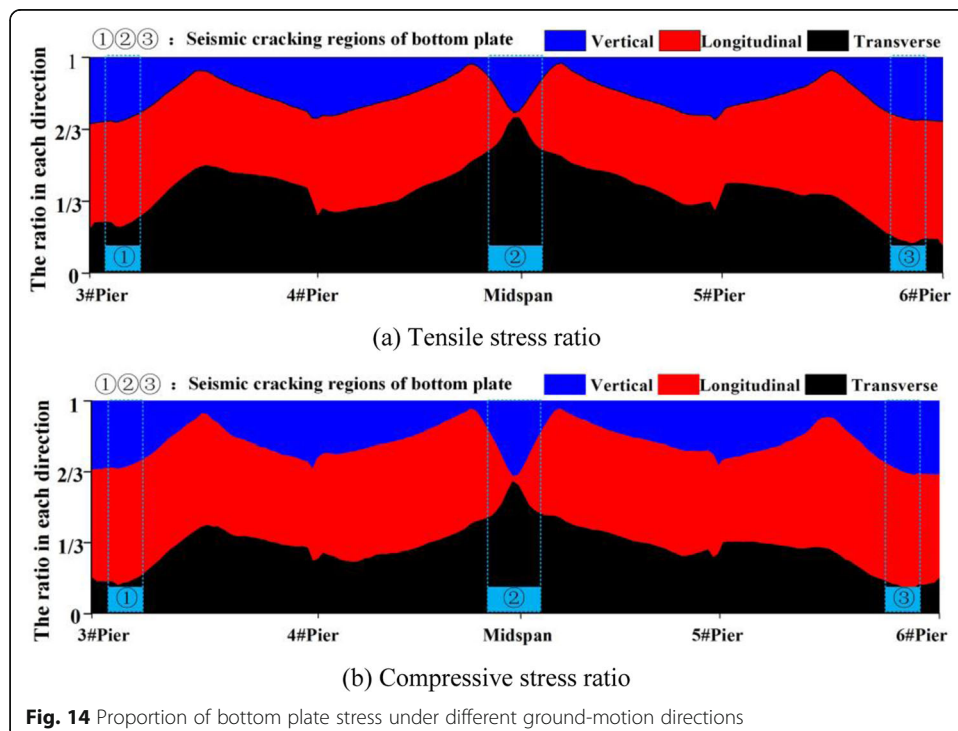 ①②③ : Seismic cracking regions of bottom plate Vertical Longitudinal Transverse
The ratio in each direction
1
2/3
1/3
0
① ② ③
3#Pier 4#Pier Midspan 5#Pier 6#Pier
(a) Tensile stress ratio
①②③ : Seismic cracking regions of bottom plate Vertical Longitudinal Transverse
The ratio in each direction
1
2/3
1/3
0
① ② ③
3#Pier 4#Pier Midspan 5#Pier 6#Pier
(b) Compressive stress ratio
Fig. 14 Proportion of bottom plate stress under different ground-motion directions